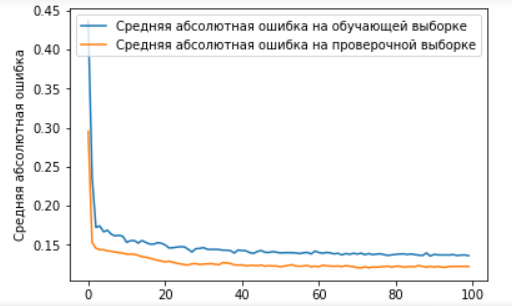 0.45
Средняя абсолютная ошибка на обучающей выборке
Средняя абсолютная ошибка на проверочной выборке
0.40
0.35
0.30
0.25
0.20
0.15
Средняя абсолютная ошибка
0 20 40 60 80 100